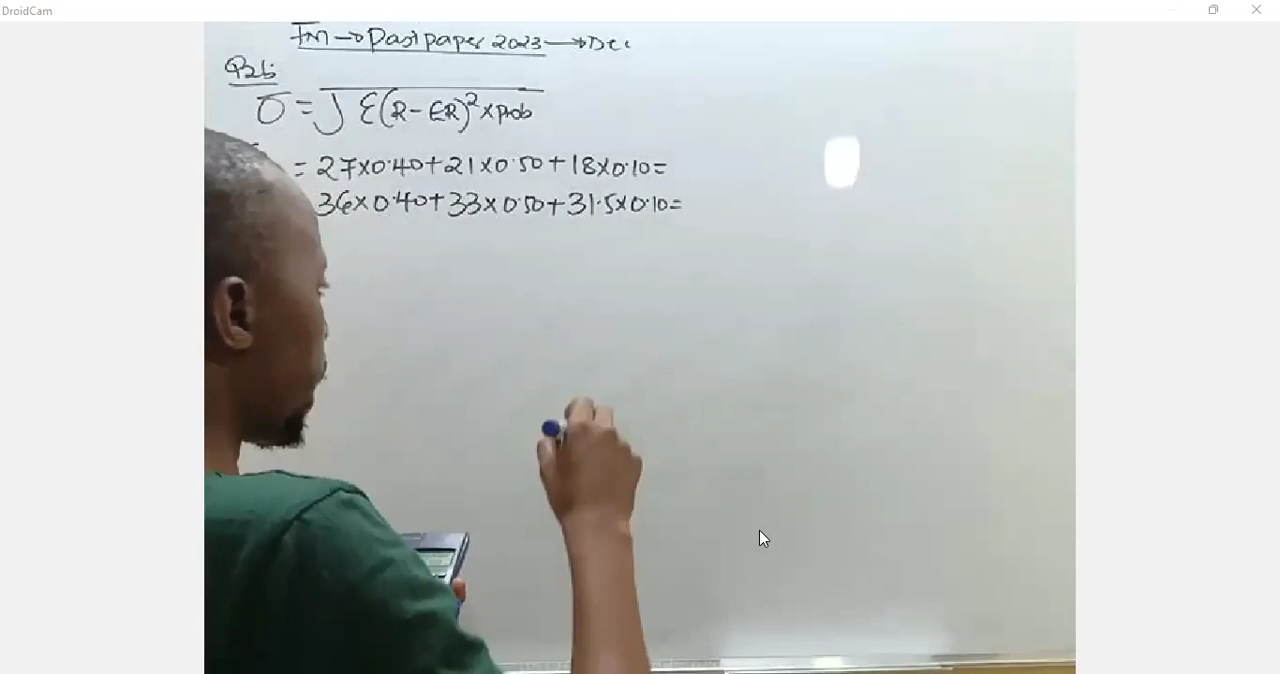 DroidCam
FM → Past paper 2023 → Dec
Q2b
σ = √Σ(R - ER)² x Prob
= 27x0.40+21x0.50+18x0.10=
36x0.40+33x0.50+31.5x0.10=